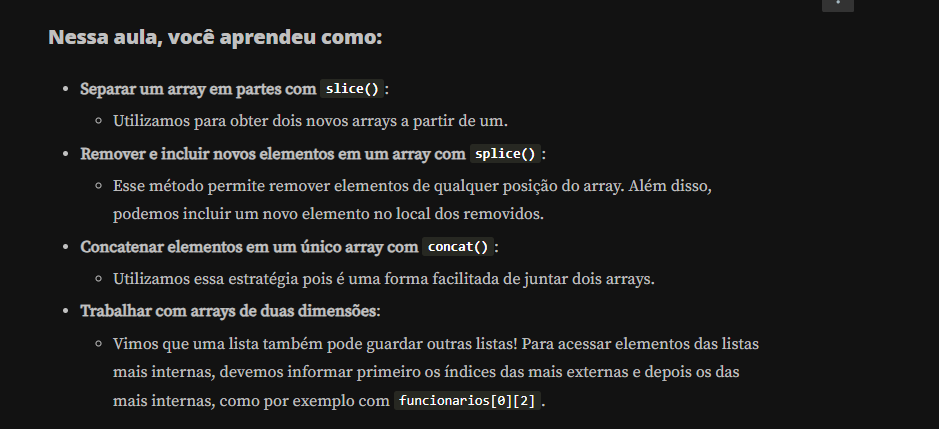 Nessa aula, você aprendeu como:
• Separar um array em partes com slice():
◦ Utilizamos para obter dois novos arrays a partir de um.
• Remover e incluir novos elementos em um array com splice():
◦ Esse método permite remover elementos de qualquer posição do array. Além disso,
podemos incluir um novo elemento no local dos removidos.
• Concatenar elementos em um único array com concat():
◦ Utilizamos essa estratégia pois é uma forma facilitada de juntar dois arrays.
• Trabalhar com arrays de duas dimensões:
◦ Vimos que uma lista também pode guardar outras listas! Para acessar elementos das listas
mais internas, devemos informar primeiro os índices das mais externas e depois os das
mais internas, como por exemplo com funcionarios[0][2].